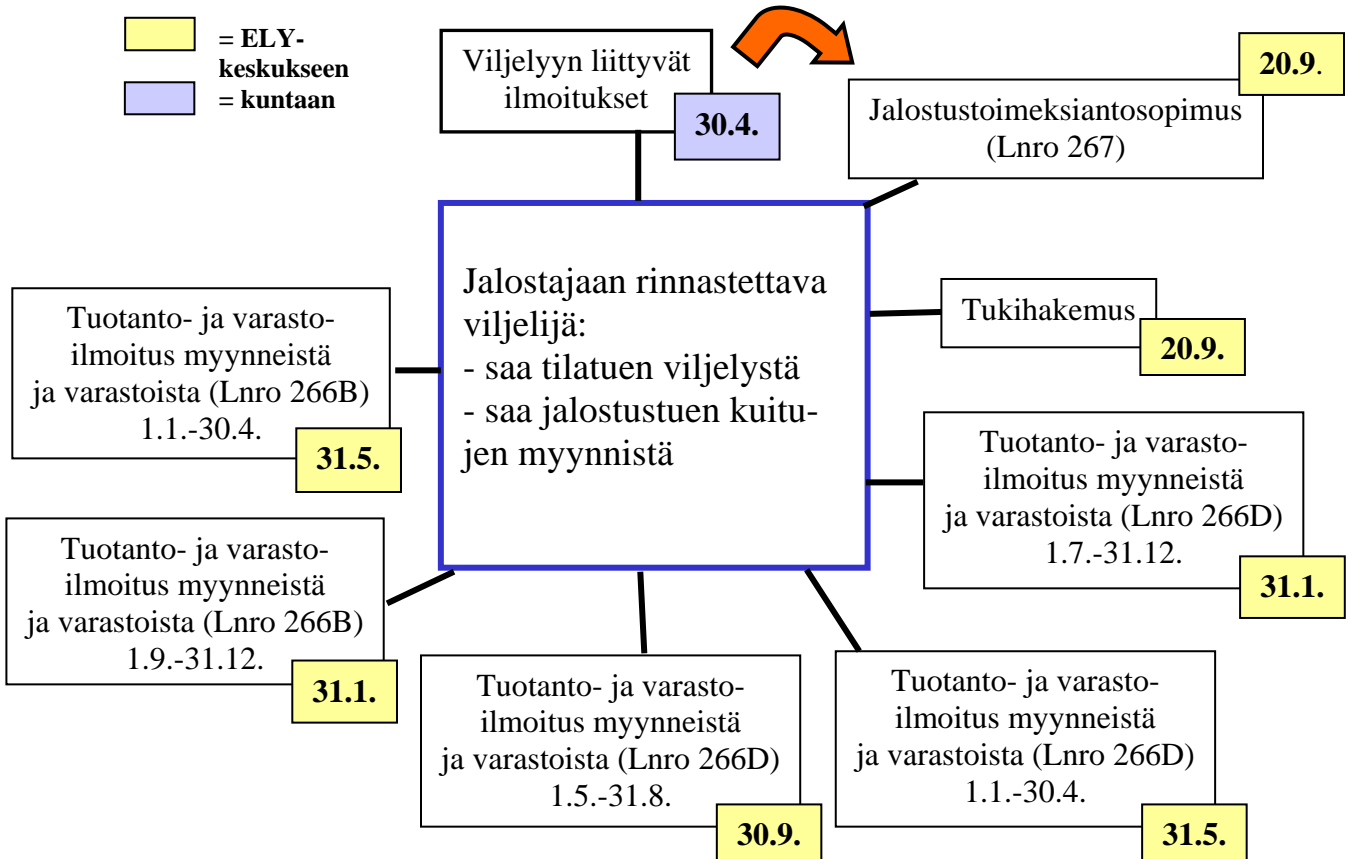 = ELY-
keskukseen
= kuntaan
Viljelyyn liittyvät
ilmoitukset
30.4.
20.9.
Jalostustoimeksiantosopimus
(Lnro 267)
Jalostajaan rinnastettava
viljelijä:
- saa tilatuen viljelystä
- saa jalostustuen kuitu-
jen myynnistä
Tukihakemus
20.9.
Tuotanto- ja varasto-
ilmoitus myynneistä
ja varastoista (Lnro 266B)
1.1.-30.4.
31.5.
Tuotanto- ja varasto-
ilmoitus myynneistä
ja varastoista (Lnro 266D)
1.7.-31.12.
31.1.
Tuotanto- ja varasto-
ilmoitus myynneistä
ja varastoista (Lnro 266B)
1.9.-31.12.
31.1.
Tuotanto- ja varasto-
ilmoitus myynneistä
ja varastoista (Lnro 266D)
1.5.-31.8.
30.9.
Tuotanto- ja varasto-
ilmoitus myynneistä
ja varastoista (Lnro 266D)
1.1.-30.4.
31.5.